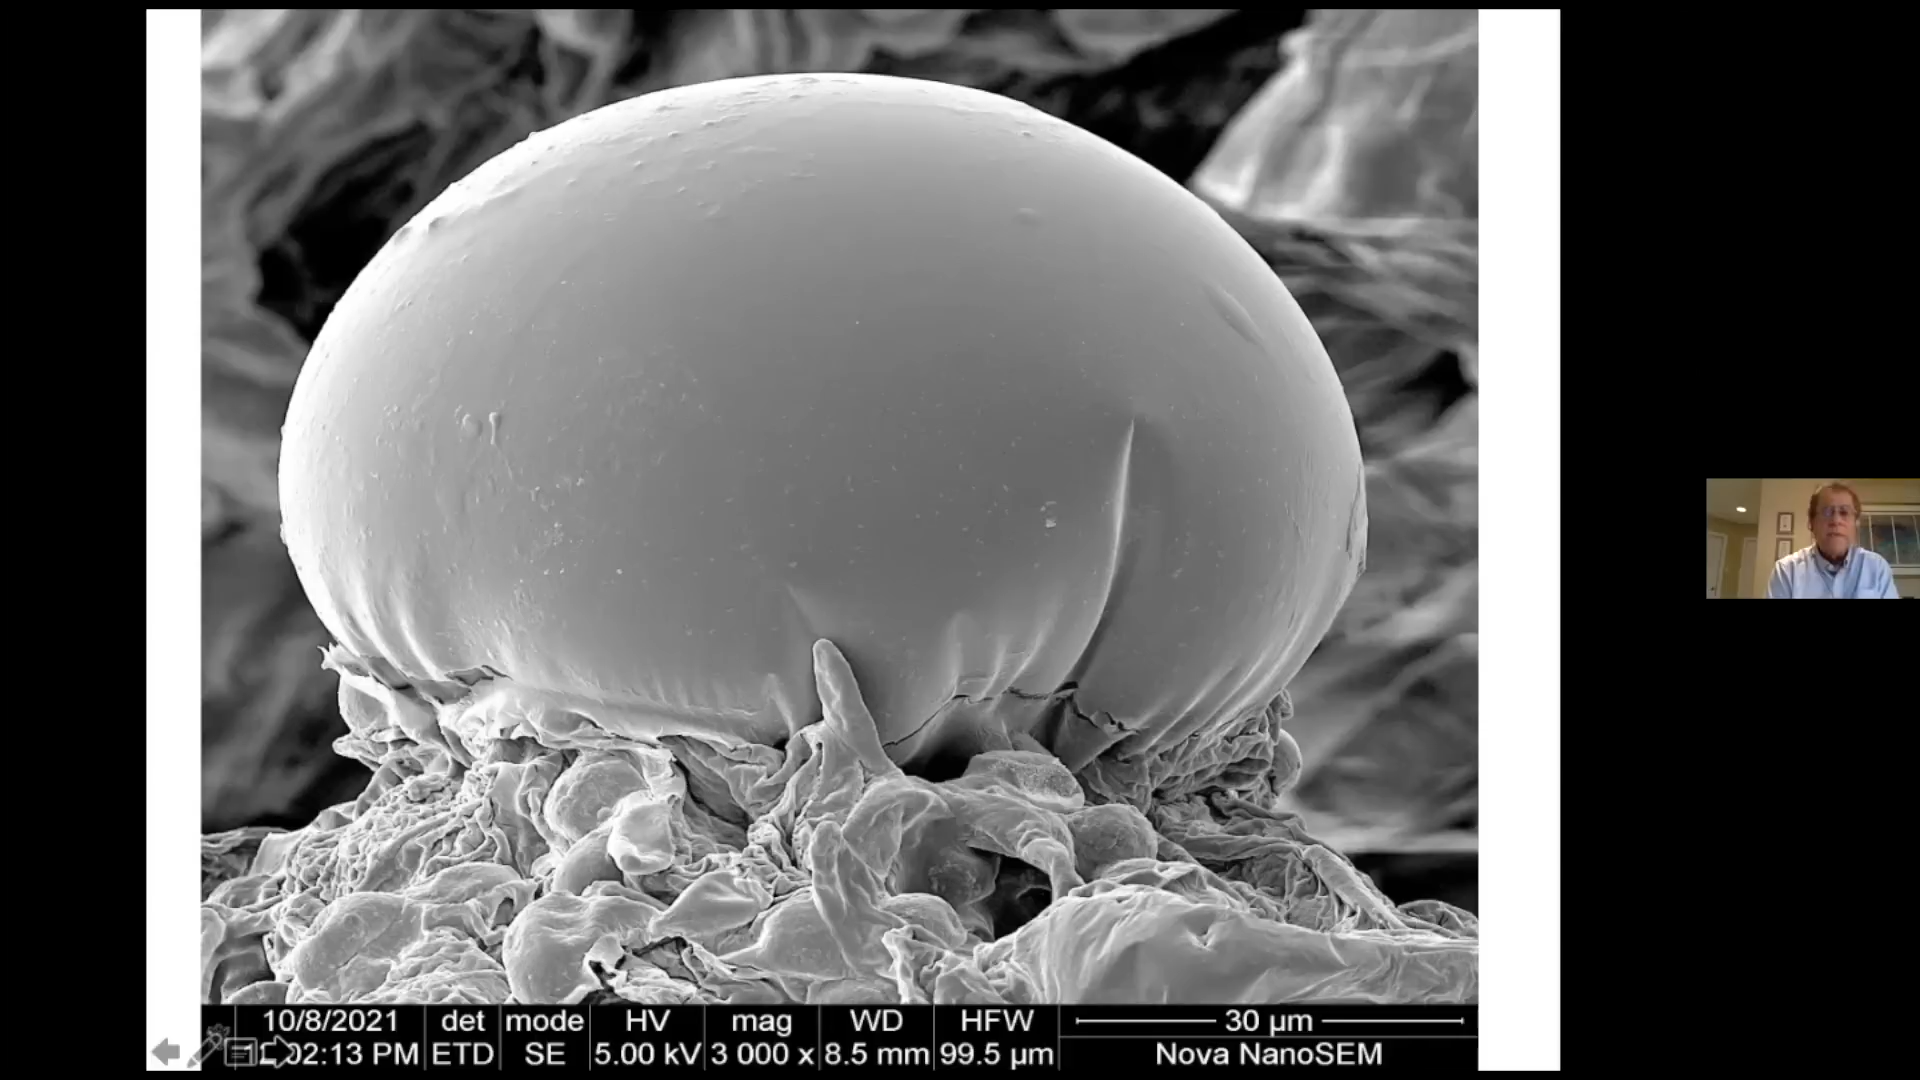 10/8/2021 det mode HV mag WD HFW 30 µm
02:13 PM ETD SE 5.00 kV 3 000 x 8.5 mm 99.5 µm Nova NanoSEM